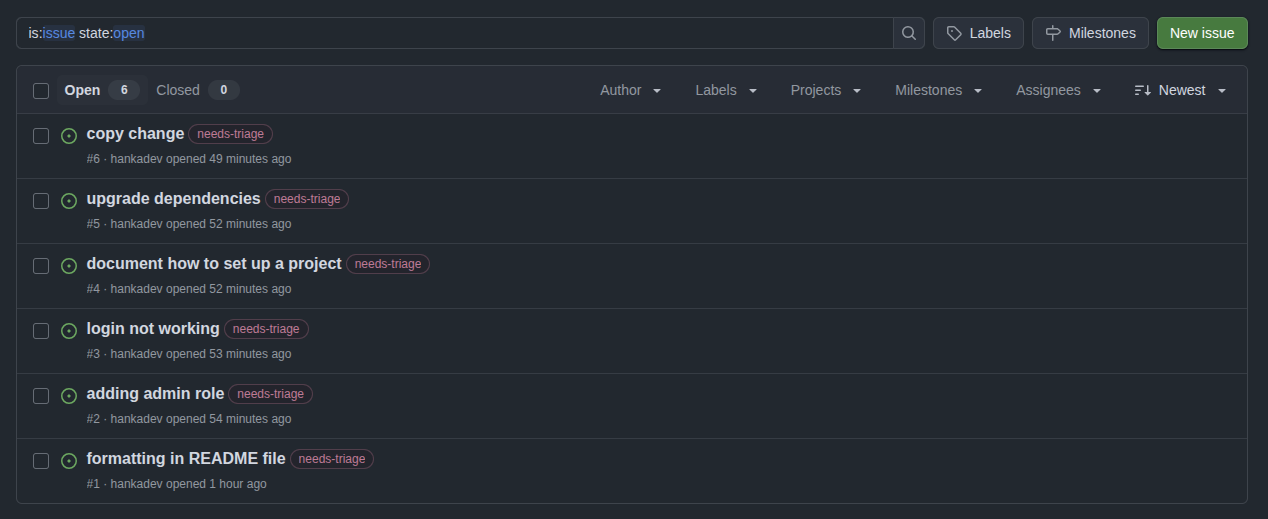 is:issue state:open Labels Milestones New issue
Open 6 Closed 0 Author Labels Projects Milestones Assignees Newest
copy change needs-triage
#6 · hankadev opened 49 minutes ago
upgrade dependencies needs-triage
#5 · hankadev opened 52 minutes ago
document how to set up a project needs-triage
#4 · hankadev opened 52 minutes ago
login not working needs-triage
#3 · hankadev opened 53 minutes ago
adding admin role needs-triage
#2 · hankadev opened 54 minutes ago
formatting in README file needs-triage
#1 · hankadev opened 1 hour ago